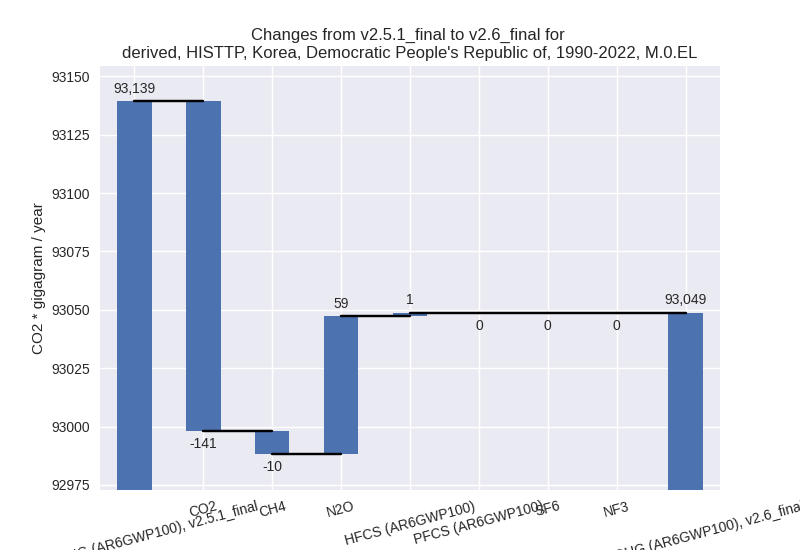 Changes from v2.5.1_final to v2.6_final for
derived, HISTTP, Korea, Democratic People's Republic of, 1990-2022, M.0.EL
CO2 * gigagram / year
93150
93125
93100
93075
93050
93025
93000
92975
93,139
-141
-10
59
1
0
0
0
93,049
(AR6GWP100), v2.5.1_final
CO2
CH4
N2O
HFCS (AR6GWP100)
PFCS (AR6GWP100)
SF6
NF3
(AR6GWP100), v2.6_final